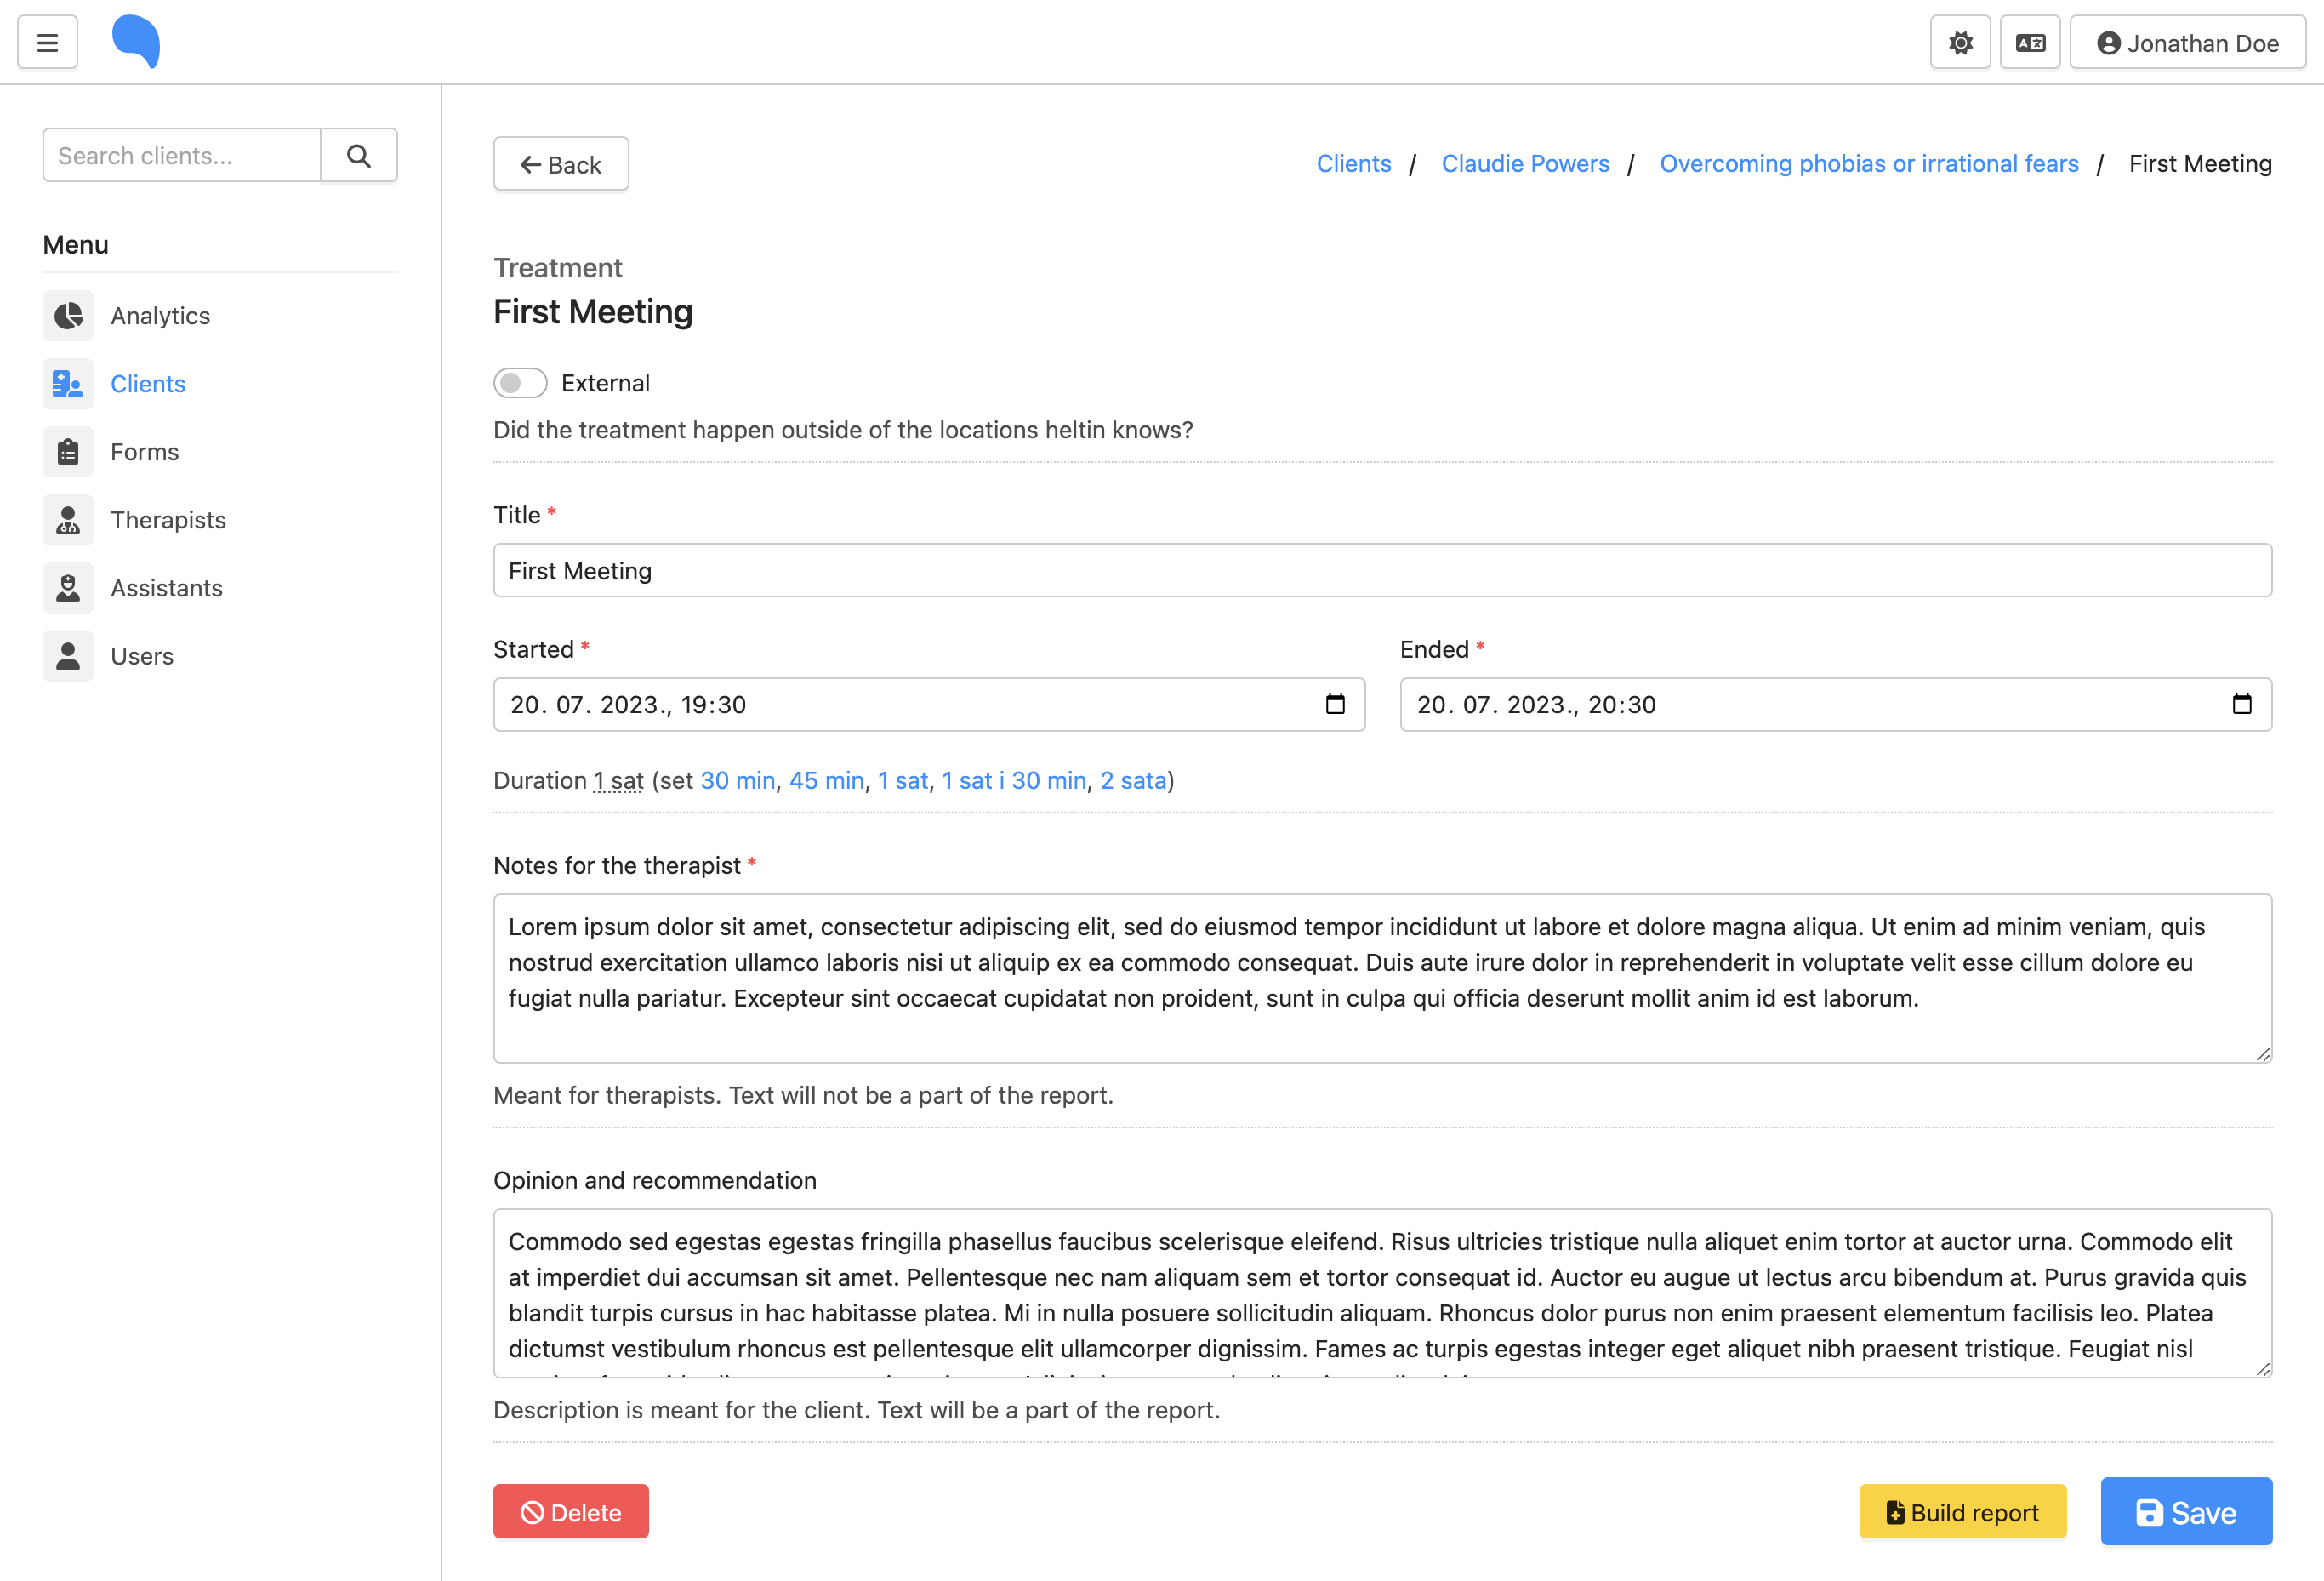 Jonathan Doe
Search clients...
Menu
Analytics
Clients
Forms
Therapists
Assistants
Users
Back
Clients / Claudie Powers / Overcoming phobias or irrational fears / First Meeting
Treatment
First Meeting
External
Did the treatment happen outside of the locations heltin knows?
Title *
First Meeting
Started *
Ended *
20. 07. 2023., 19:30
20. 07. 2023., 20:30
Duration 1 sat (set 30 min, 45 min, 1 sat, 1 sat i 30 min, 2 sata)
Notes for the therapist *
Lorem ipsum dolor sit amet, consectetur adipiscing elit, sed do eiusmod tempor incididunt ut labore et dolore magna aliqua. Ut enim ad minim veniam, quis
nostrud exercitation ullamco laboris nisi ut aliquip ex ea commodo consequat. Duis aute irure dolor in reprehenderit in voluptate velit esse cillum dolore eu
fugiat nulla pariatur. Excepteur sint occaecat cupidatat non proident, sunt in culpa qui officia deserunt mollit anim id est laborum.
Meant for therapists. Text will not be a part of the report.
Opinion and recommendation
Commodo sed egestas egestas fringilla phasellus faucibus scelerisque eleifend. Risus ultricies tristique nulla aliquet enim tortor at auctor urna. Commodo elit
at imperdiet dui accumsan sit amet. Pellentesque nec nam aliquam sem et tortor consequat id. Auctor eu augue ut lectus arcu bibendum at. Purus gravida quis
blandit turpis cursus in hac habitasse platea. Mi in nulla posuere sollicitudin aliquam. Rhoncus dolor purus non enim praesent elementum facilisis leo. Platea
dictumst vestibulum rhoncus est pellentesque elit ullamcorper dignissim. Fames ac turpis egestas integer eget aliquet nibh praesent tristique. Feugiat nisl
Description is meant for the client. Text will be a part of the report.
Delete
Build report
Save